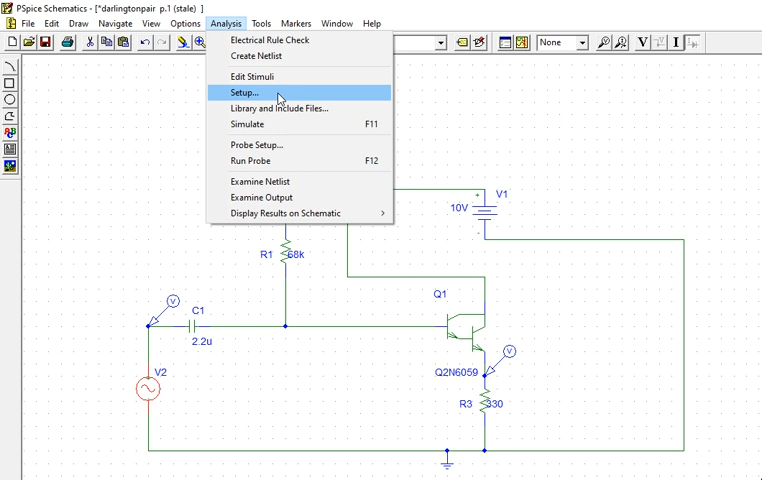 PSpice Schematics - [*darlingtonpair p.1 (stale) ]
File Edit Draw Navigate View Options Analysis Tools Markers Window Help
None
V V I I
ABC
Electrical Rule Check
Create Netlist
Edit Stimuli
Setup...
Library and Include Files...
Simulate F11
Probe Setup...
Run Probe F12
Examine Netlist
Examine Output
Display Results on Schematic
+ V1
10V
-
R1 68k
Q1
V
C1
2.2u
V
V2
Q2N6059
R3 330